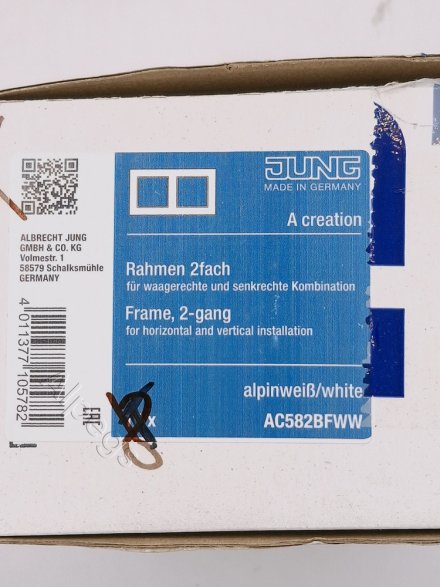 JUNG
MADE IN GERMANY
A creation
ALBRECHT JUNG
GMBH & CO. KG
Volmestr. 1
58579 Schalksmühle
GERMANY
Rahmen 2fach
für waagerechte und senkrechte Kombination
Frame, 2-gang
for horizontal and vertical installation
4 011377 105782
EAC
alpinweiß/white
x
AC582BFWW